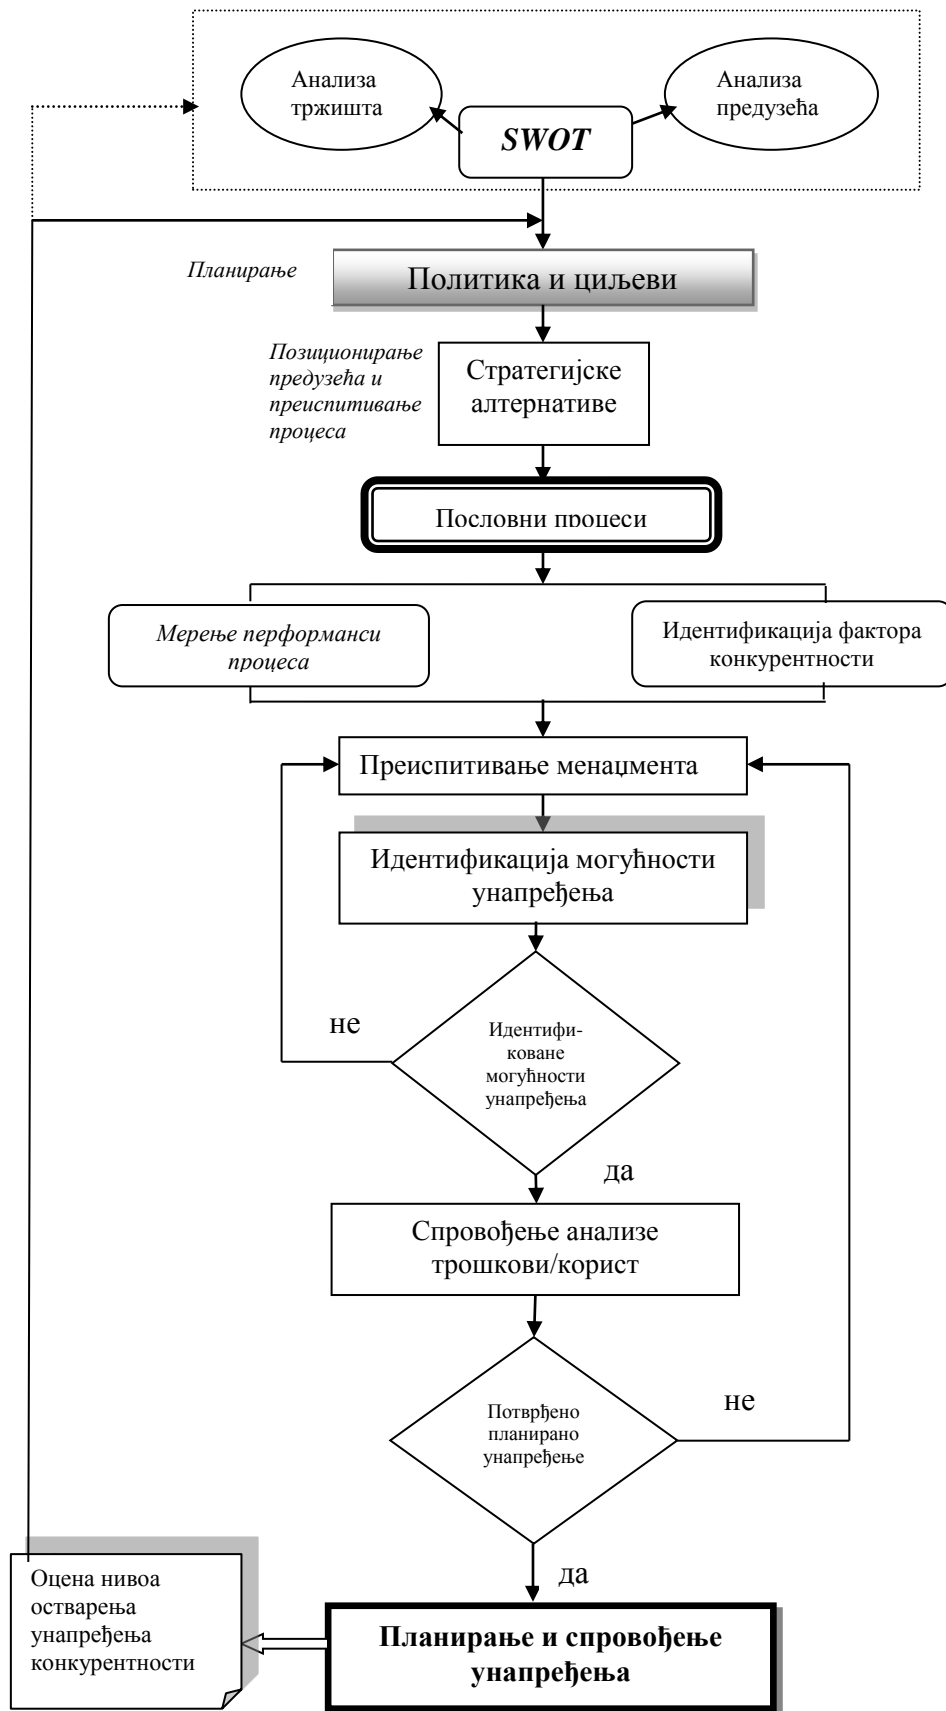 Анализа
тржишта
Анализа
предузећа
SWOT
Планирање
Политика и циљеви
Позиционирање
предузећа и
преиспитивање
процеса
Стратегијске
алтернативе
Пословни процеси
Мерење перформанси
процеса
Идентификација фактора
конкурентности
Преиспитивање менаџмента
Идентификација могућности
унапређења
не
Идентифи-
коване
могућности
унапређења
да
Спровођење анализе
трошкови/корист
не
Потврђено
планирано
унапређење
да
Оцена нивоа
остварења
унапређења
конкурентности
Планирање и спровођење
унапређења